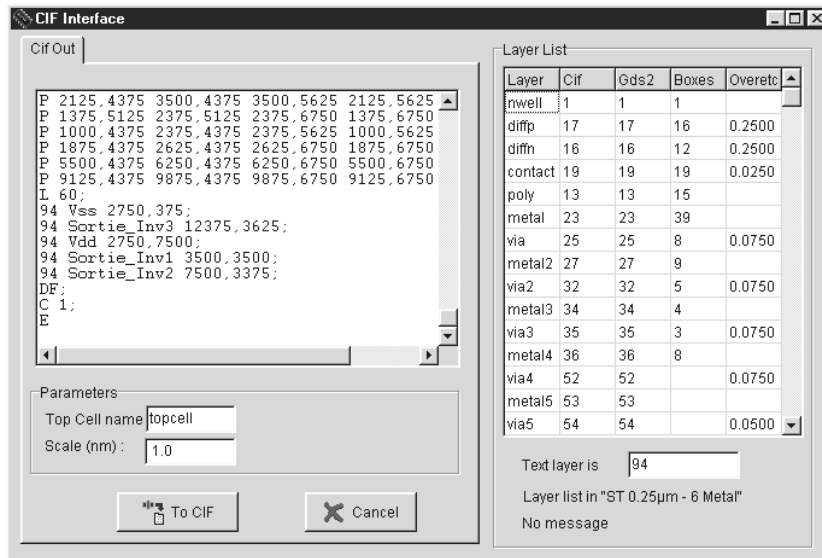 CIF Interface
Cif Out
P 2125,4375 3500,4375 3500,5625 2125,5625
P 1375,5125 2375,5125 2375,6750 1375,6750
P 1000,4375 2375,4375 2375,5625 1000,5625
P 1875,4375 2625,4375 2625,6750 1875,6750
P 5500,4375 6250,4375 6250,6750 5500,6750
P 9125,4375 9875,4375 9875,6750 9125,6750
L 60;
94 Vss 2750,375;
94 Sortie_Inv3 12375,3625;
94 Vdd 2750,7500;
94 Sortie_Inv1 3500,3500;
94 Sortie_Inv2 7500,3375;
DF;
C 1;
E
Parameters
Top Cell name topcell
Scale (nm) : 1.0
To CIF Cancel
Layer List
Layer Cif Gds2 Boxes Overetc
nwell 1 1 1
diffp 17 17 16 0.2500
diffn 16 16 12 0.2500
contact 19 19 19 0.0250
poly 13 13 15
metal 23 23 39
via 25 25 8 0.0750
metal2 27 27 9
via2 32 32 5 0.0750
metal3 34 34 4
via3 35 35 3 0.0750
metal4 36 36 8
via4 52 52 0.0750
metal5 53 53
via5 54 54 0.0500
Text layer is 94
Layer list in "ST 0.25µm - 6 Metal"
No message